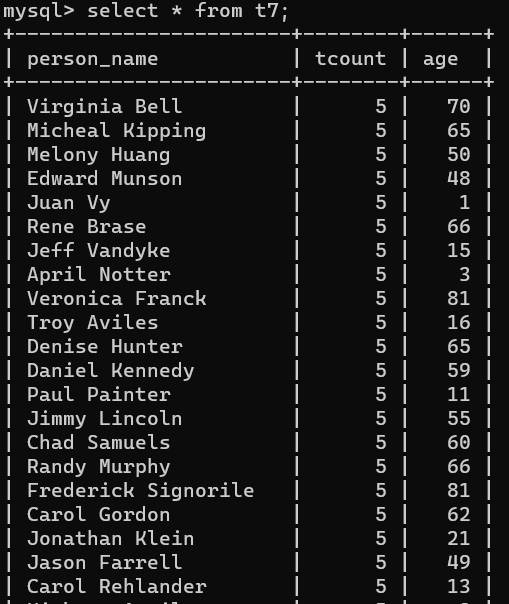 mysql> select * from t7;
+----------------------+--------+------+
| person_name          | tcount | age  |
+----------------------+--------+------+
| Virginia Bell        |      5 |   70 |
| Micheal Kipping      |      5 |   65 |
| Melony Huang         |      5 |   50 |
| Edward Munson        |      5 |   48 |
| Juan Vy              |      5 |    1 |
| Rene Brase           |      5 |   66 |
| Jeff Vandyke         |      5 |   15 |
| April Notter         |      5 |    3 |
| Veronica Franck      |      5 |   81 |
| Troy Aviles          |      5 |   16 |
| Denise Hunter        |      5 |   65 |
| Daniel Kennedy       |      5 |   59 |
| Paul Painter         |      5 |   11 |
| Jimmy Lincoln        |      5 |   55 |
| Chad Samuels         |      5 |   60 |
| Randy Murphy         |      5 |   66 |
| Frederick Signorile  |      5 |   81 |
| Carol Gordon         |      5 |   62 |
| Jonathan Klein       |      5 |   21 |
| Jason Farrell        |      5 |   49 |
| Carol Rehlander      |      5 |   13 |